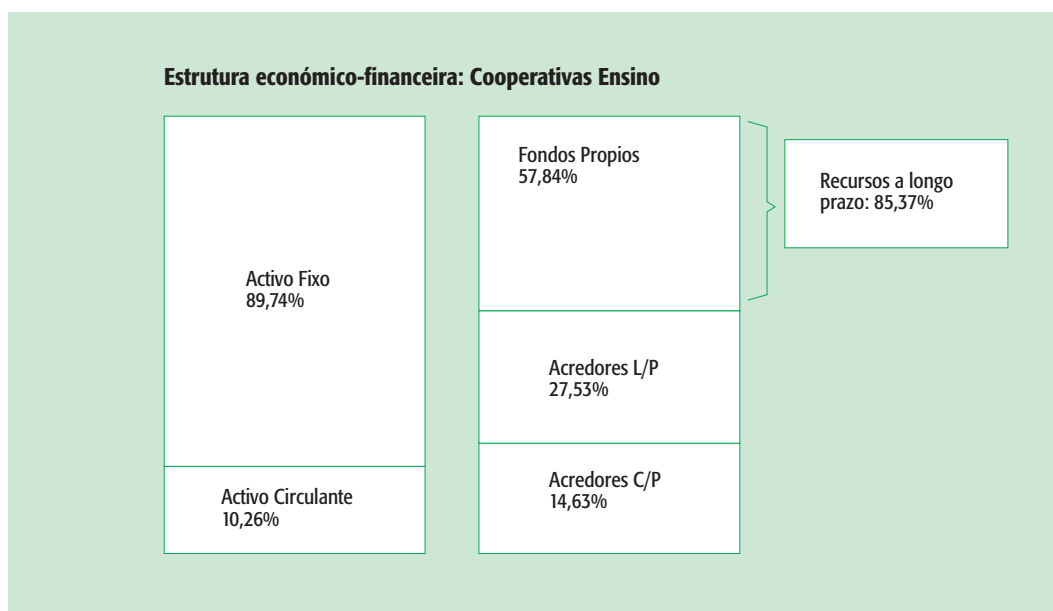 Estrutura económico-financeira: Cooperativas Ensino
Activo Fixo
89,74%
Activo Circulante
10,26%
Fondos Propios
57,84%
Acredores L/P
27,53%
Acredores C/P
14,63%
Recursos a longo
prazo: 85,37%